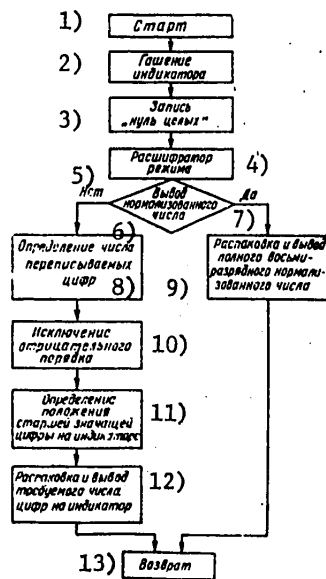 1) Старт
2) Гашение
индикатора
3) Запись
„нуль целых"
Расшифратор 4)
режима
5) Нет
Вывод
нормализованного
числа
Да
6)
7)
Определение числа
переписываемых
цифр
8)
9)
Распаковка и вывод
полного восьми-
разрядного нормали-
зованного числа
Исключение
отрицательного
порядка
10)
Определение
положения
старшей значащей
цифры на индикаторе
11)
Распаковка и вывод
требуемого числа
цифр на индикатор
12)
13) Возврат